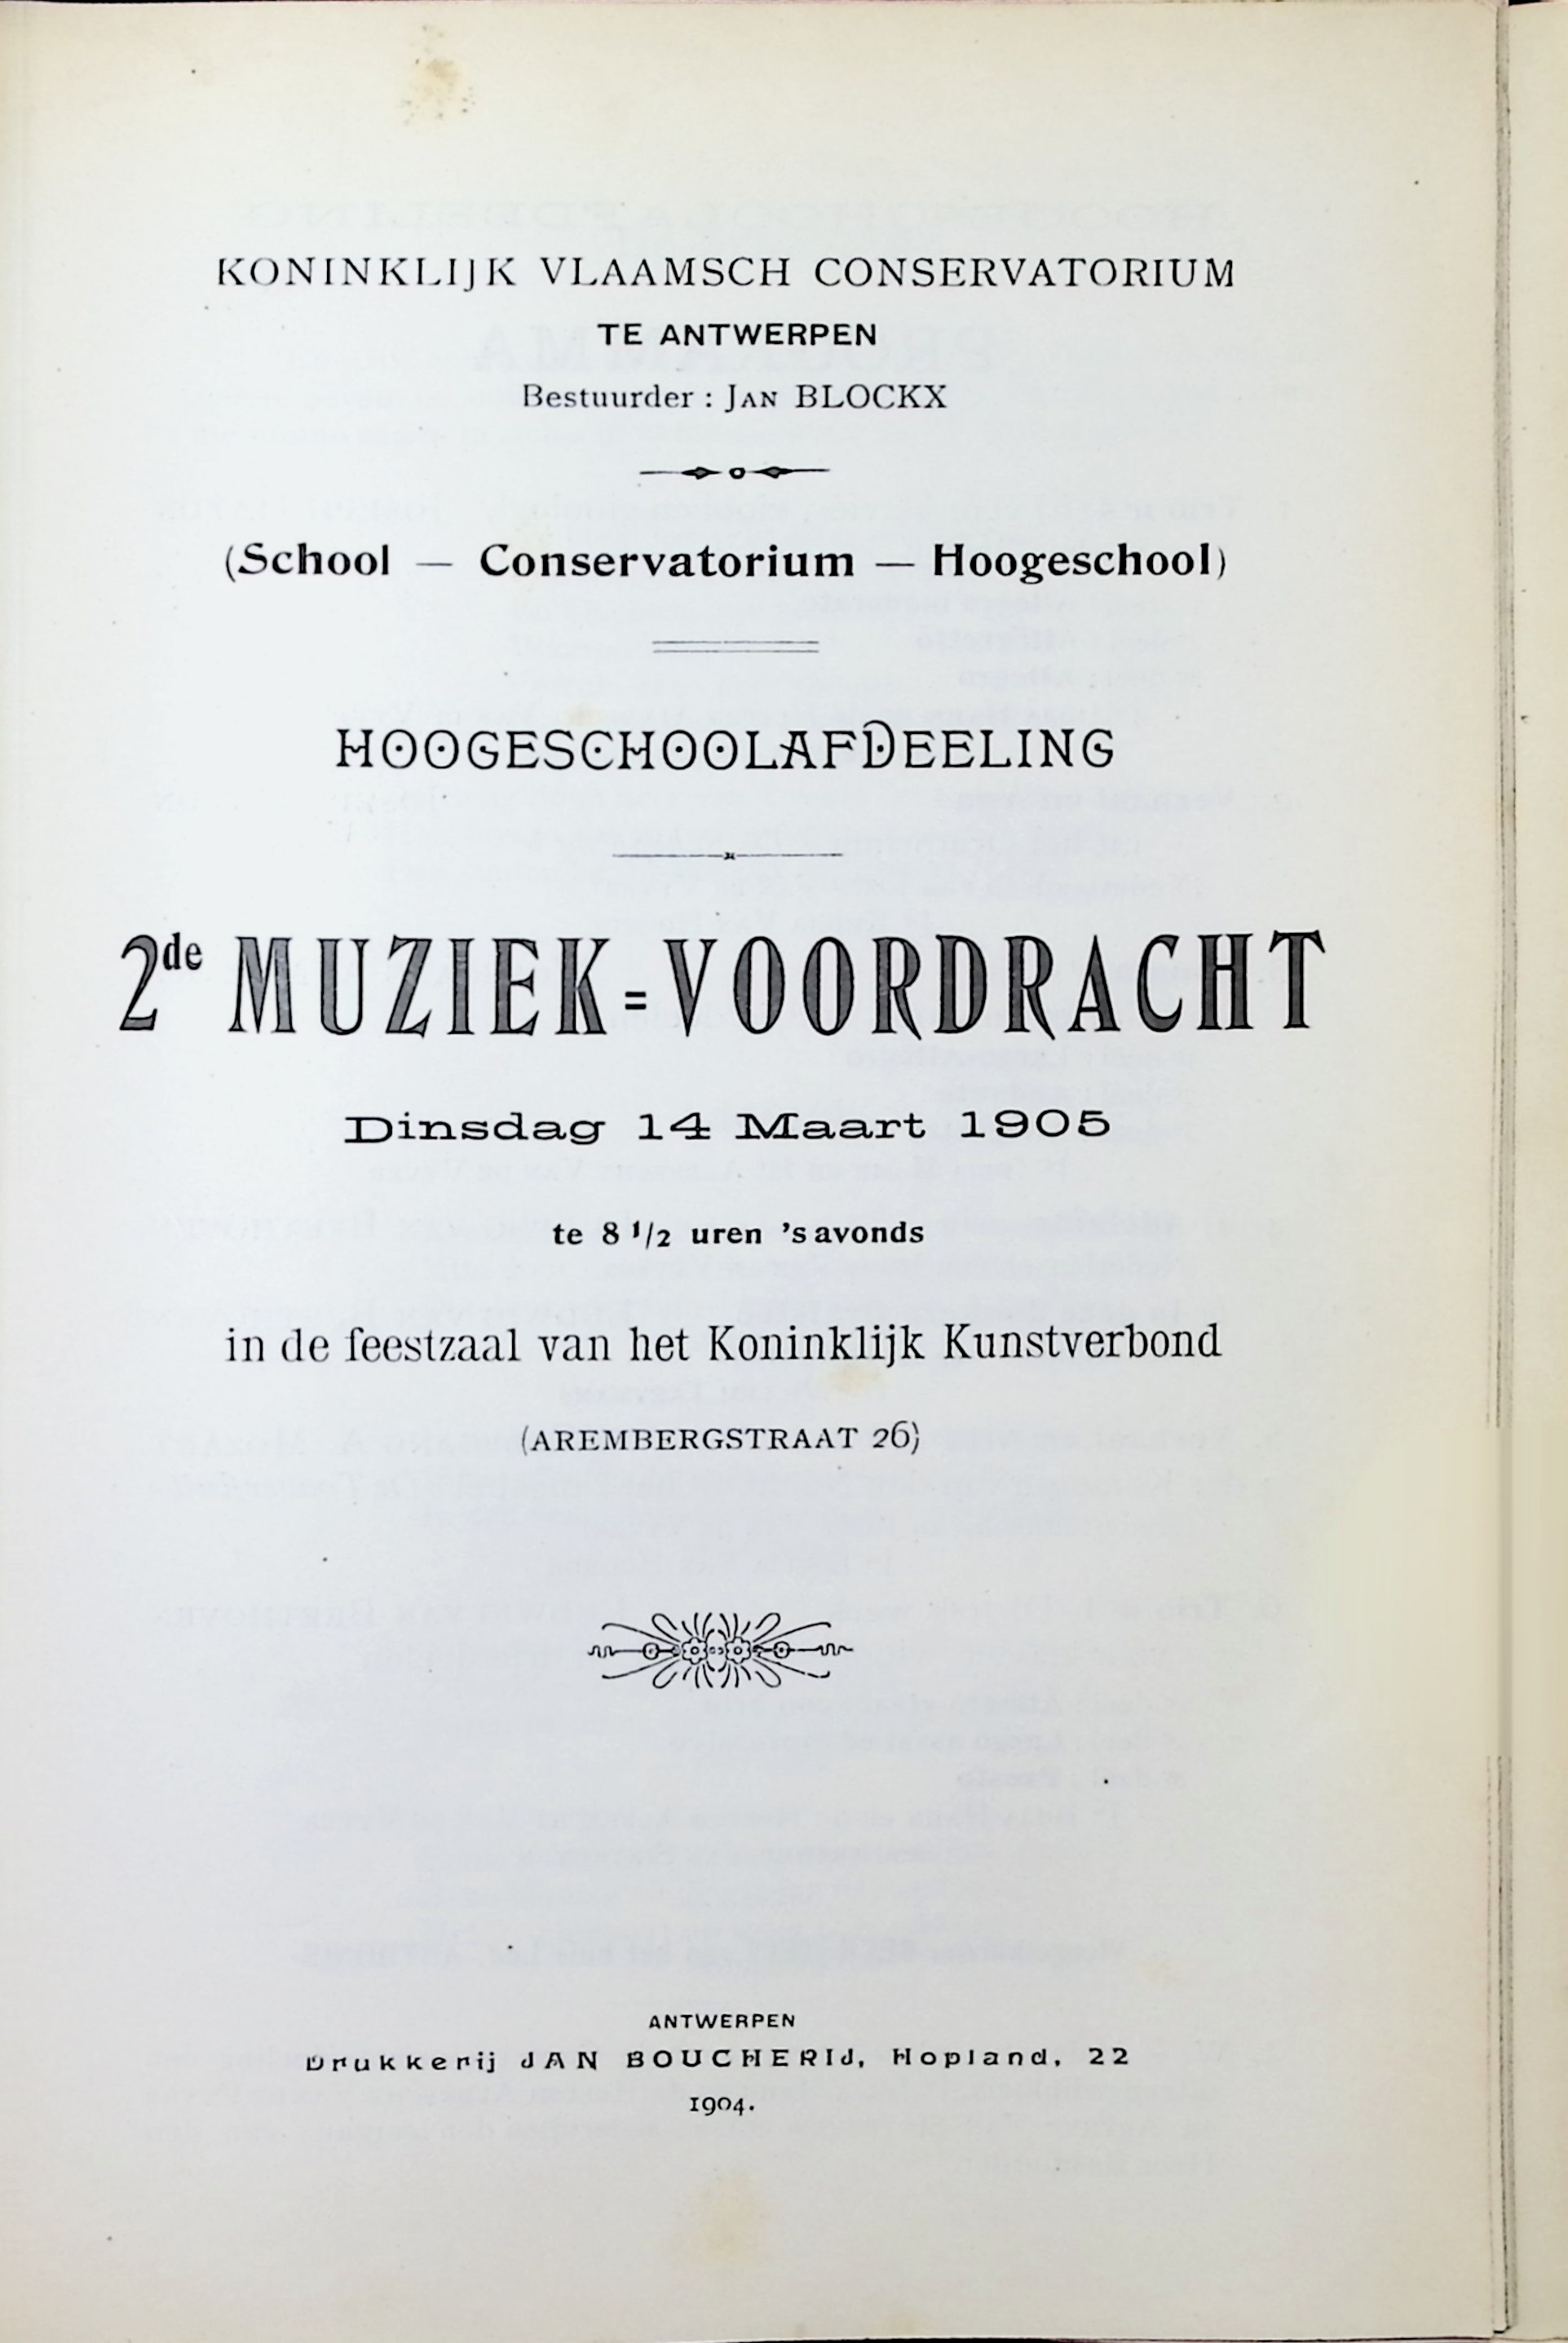 KONINKLIJK VLAAMSCH CONSERVATORIUM
TE ANTWERPEN
Bestuurder : JAN BLOCKX
(School — Conservatorium — Hoogeschool)
HOOGESCHOOLAFDEELING
2de MUZIEK=VOORDRACHT
Dinsdag 14 Maart 1905
te 8 1/2 uren 's avonds
in de feestzaal van het Koninklijk Kunstverbond
(AREMBERGSTRAAT 26)
ANTWERPEN
Drukkerij JAN BOUCHERIJ, Hopland, 22
1904.